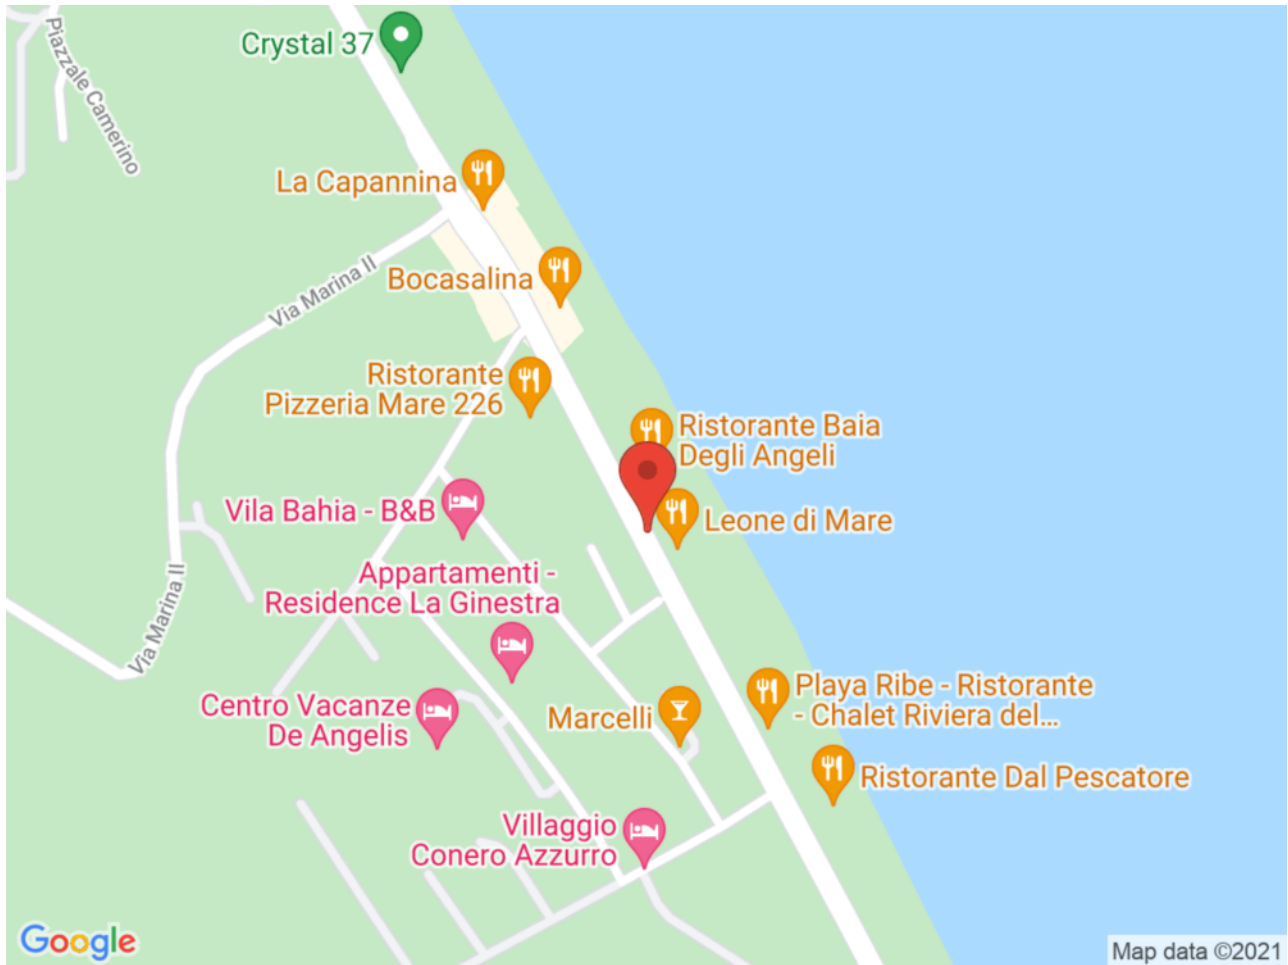 Crystal 37
Piazzale Camerino
La Capannina
Via Marina II
Bocasalina
Ristorante
Pizzeria Mare 226
Ristorante Baia
Degli Angeli
Vila Bahia - B&B
Leone di Mare
Appartamenti -
Residence La Ginestra
Via Marina II
Centro Vacanze
De Angelis
Marcelli
Playa Ribe - Ristorante
- Chalet Riviera del...
Ristorante Dal Pescatore
Villaggio
Conero Azzurro
Google
Map data ©2021